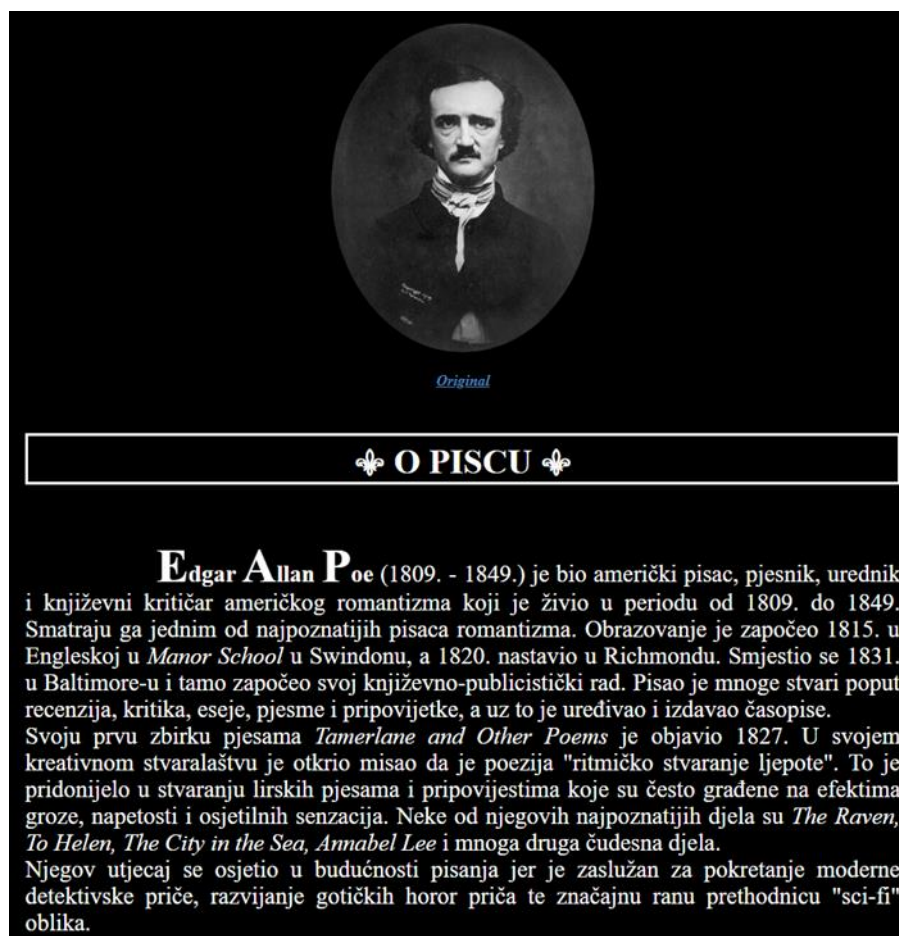 Original
⚜ O PISCU ⚜
Edgar Allan Poe (1809. - 1849.) je bio američki pisac, pjesnik, urednik
i književni kritičar američkog romantizma koji je živio u periodu od 1809. do 1849.
Smatraju ga jednim od najpoznatijih pisaca romantizma. Obrazovanje je započeo 1815. u
Engleskoj u Manor School u Swindonu, a 1820. nastavio u Richmondu. Smjestio se 1831.
u Baltimore-u i tamo započeo svoj književno-publicistički rad. Pisao je mnoge stvari poput
recenzija, kritika, eseje, pjesme i pripovijetke, a uz to je uređivao i izdavao časopise.
Svoju prvu zbirku pjesama Tamerlane and Other Poems je objavio 1827. U svojem
kreativnom stvaralaštvu je otkrio misao da je poezija "ritmičko stvaranje ljepote". To je
pridonijelo u stvaranju lirskih pjesama i pripovijestima koje su često građene na efektima
groze, napetosti i osjetilnih senzacija. Neke od njegovih najpoznatijih djela su The Raven,
To Helen, The City in the Sea, Annabel Lee i mnoga druga čudesna djela.
Njegov utjecaj se osjetio u budućnosti pisanja jer je zaslužan za pokretanje moderne
detektivske priče, razvijanje gotičkih horor priča te značajnu ranu prethodnicu "sci-fi"
oblika.